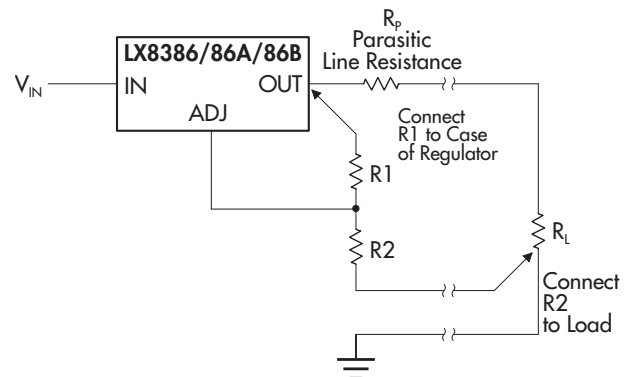 R_P
Parasitic
Line Resistance
LX8386/86A/86B
V_IN
IN
OUT
ADJ
Connect
R1 to Case
of Regulator
R1
R2
R_L
Connect
R2
to Load